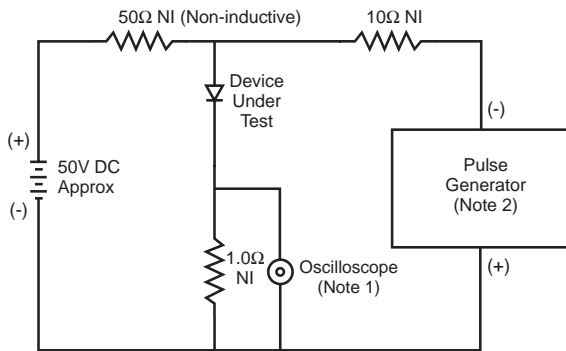 50Ω NI (Non-inductive)
10Ω NI
Device
Under
Test
(+)
50V DC
Approx
(-)
(-)
Pulse
Generator
(Note 2)
(+)
1.0Ω
NI
Oscilloscope
(Note 1)